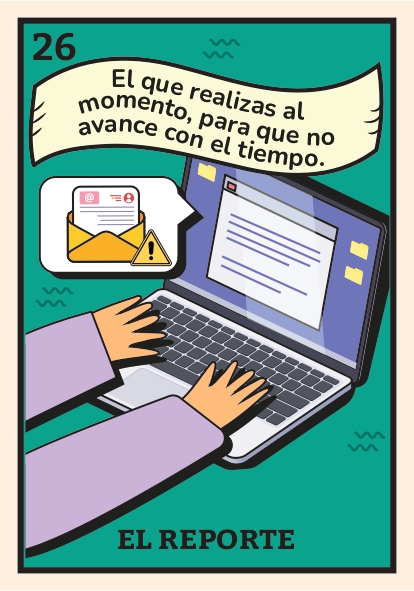 26
El que realizas al
momento, para que no
avance con el tiempo.
@
EL REPORTE